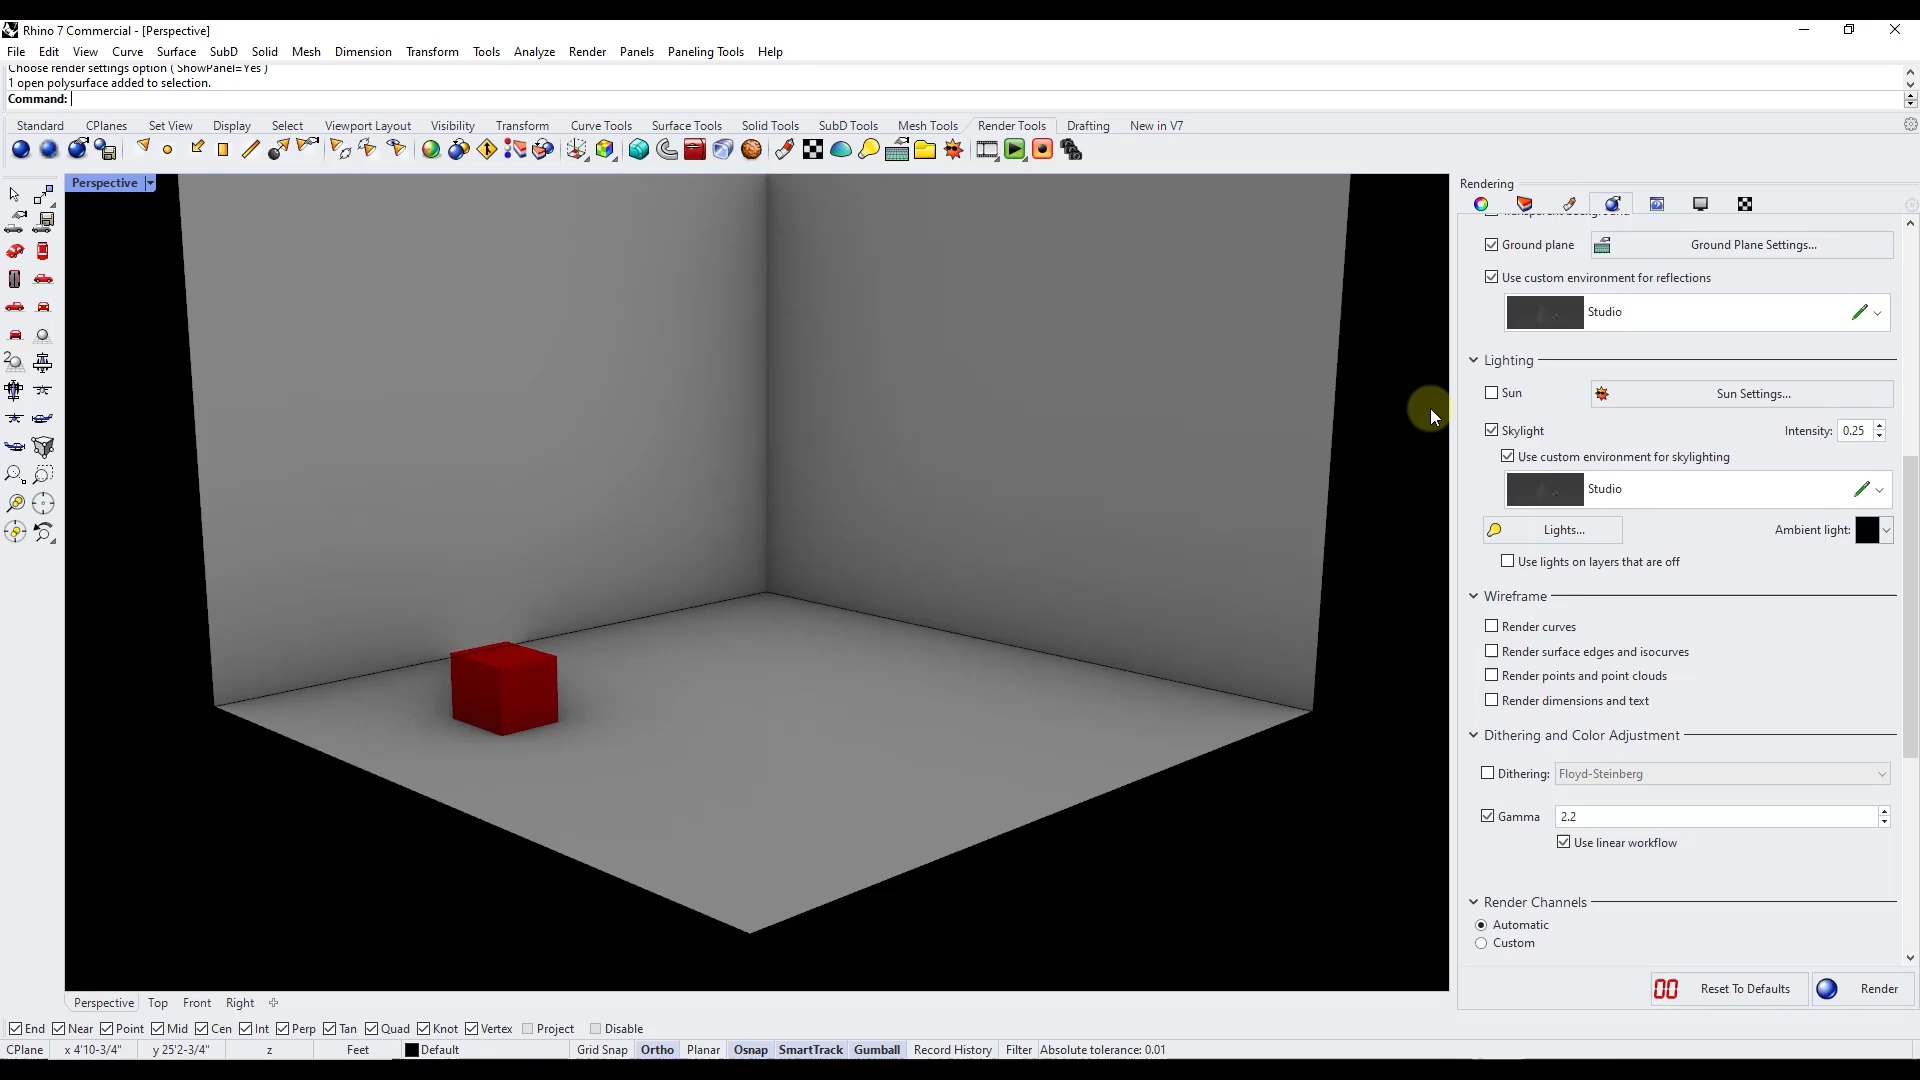 Rhino 7 Commercial - [Perspective]
File Edit View Curve Surface SubD Solid Mesh Dimension Transform Tools Analyze Render Panels Paneling Tools Help
Choose render settings option ( ShowPanel=Yes )
1 open polysurface added to selection.
Command:
Standard CPlanes Set View Display Select Viewport Layout Visibility Transform Curve Tools Surface Tools Solid Tools SubD Tools Mesh Tools Render Tools Drafting New in V7
Perspective
Rendering
Transparent background
Ground plane Ground Plane Settings...
Use custom environment for reflections
Studio
Lighting
Sun Sun Settings...
Skylight Intensity: 0.25
Use custom environment for skylighting
Studio
Lights... Ambient light:
Use lights on layers that are off
Wireframe
Render curves
Render surface edges and isocurves
Render points and point clouds
Render dimensions and text
Dithering and Color Adjustment
Dithering: Floyd-Steinberg
Gamma 2.2
Use linear workflow
Render Channels
Automatic
Custom
Reset To Defaults Render
Perspective Top Front Right
End Near Point Mid Cen Int Perp Tan Quad Knot Vertex Project Disable
CPlane x 4'10-3/4" y 25'2-3/4" z Feet Default Grid Snap Ortho Planar Osnap SmartTrack Gumball Record History Filter Absolute tolerance: 0.01